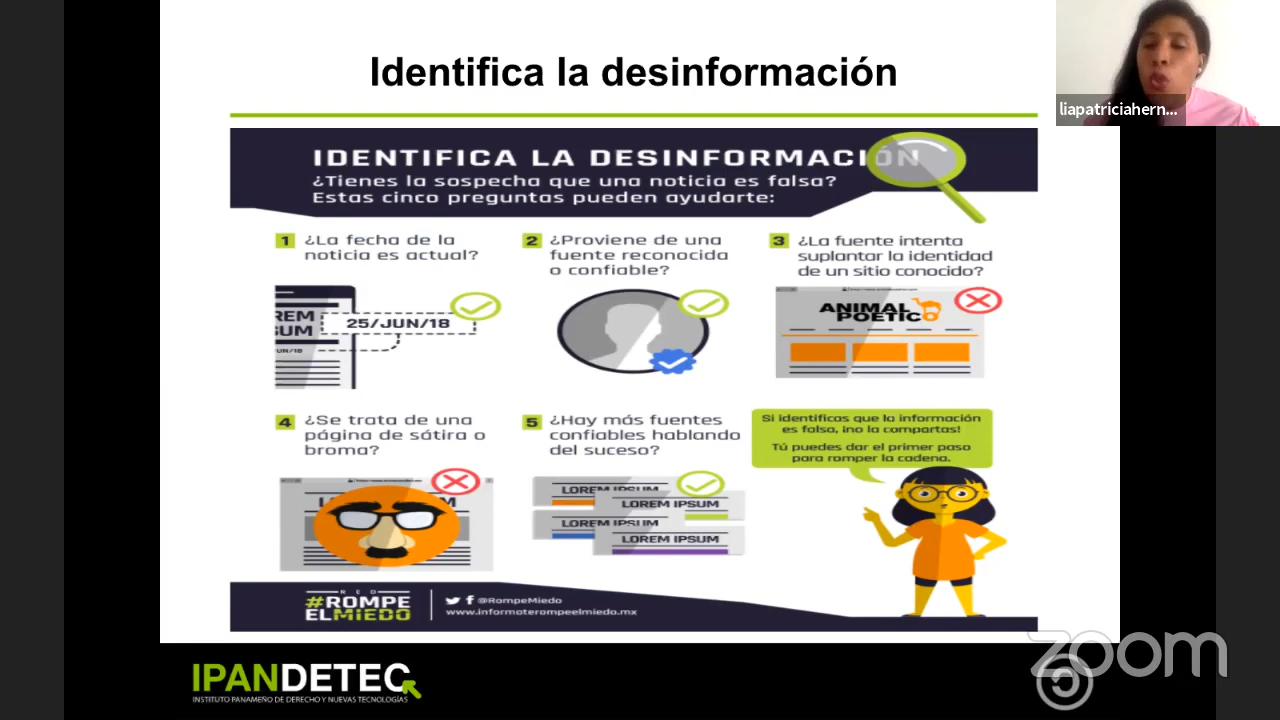 Identifica la desinformación
liapatriciahern...
IDENTIFICA LA DESINFORMACIÓN
¿Tienes la sospecha que una noticia es falsa?
Estas cinco preguntas pueden ayudarte:
1 ¿La fecha de la
noticia es actual?
REM
SUM
25/JUN/18
UN/18
2 ¿Proviene de una
fuente reconocida
o confiable?
3 ¿La fuente intenta
suplantar la identidad
de un sitio conocido?
ANIMAL
POETICO
4 ¿Se trata de una
página de sátira o
broma?
5 ¿Hay más fuentes
confiables hablando
del suceso?
LOREM IPSUM
LOREM IPSUM
LOREM IPSUM
LOREM IPSUM
Si identificas que la información
es falsa, ¡no la compartas!
Tú puedes dar el primer paso
para romper la cadena.
RED
#ROMPE
ELMIEDO
@RompeMiedo
www.informaterompeelmiedo.mx
IPANDETEC
INSTITUTO PANAMEÑO DE DERECHO Y NUEVAS TECNOLOGÍAS
zoom